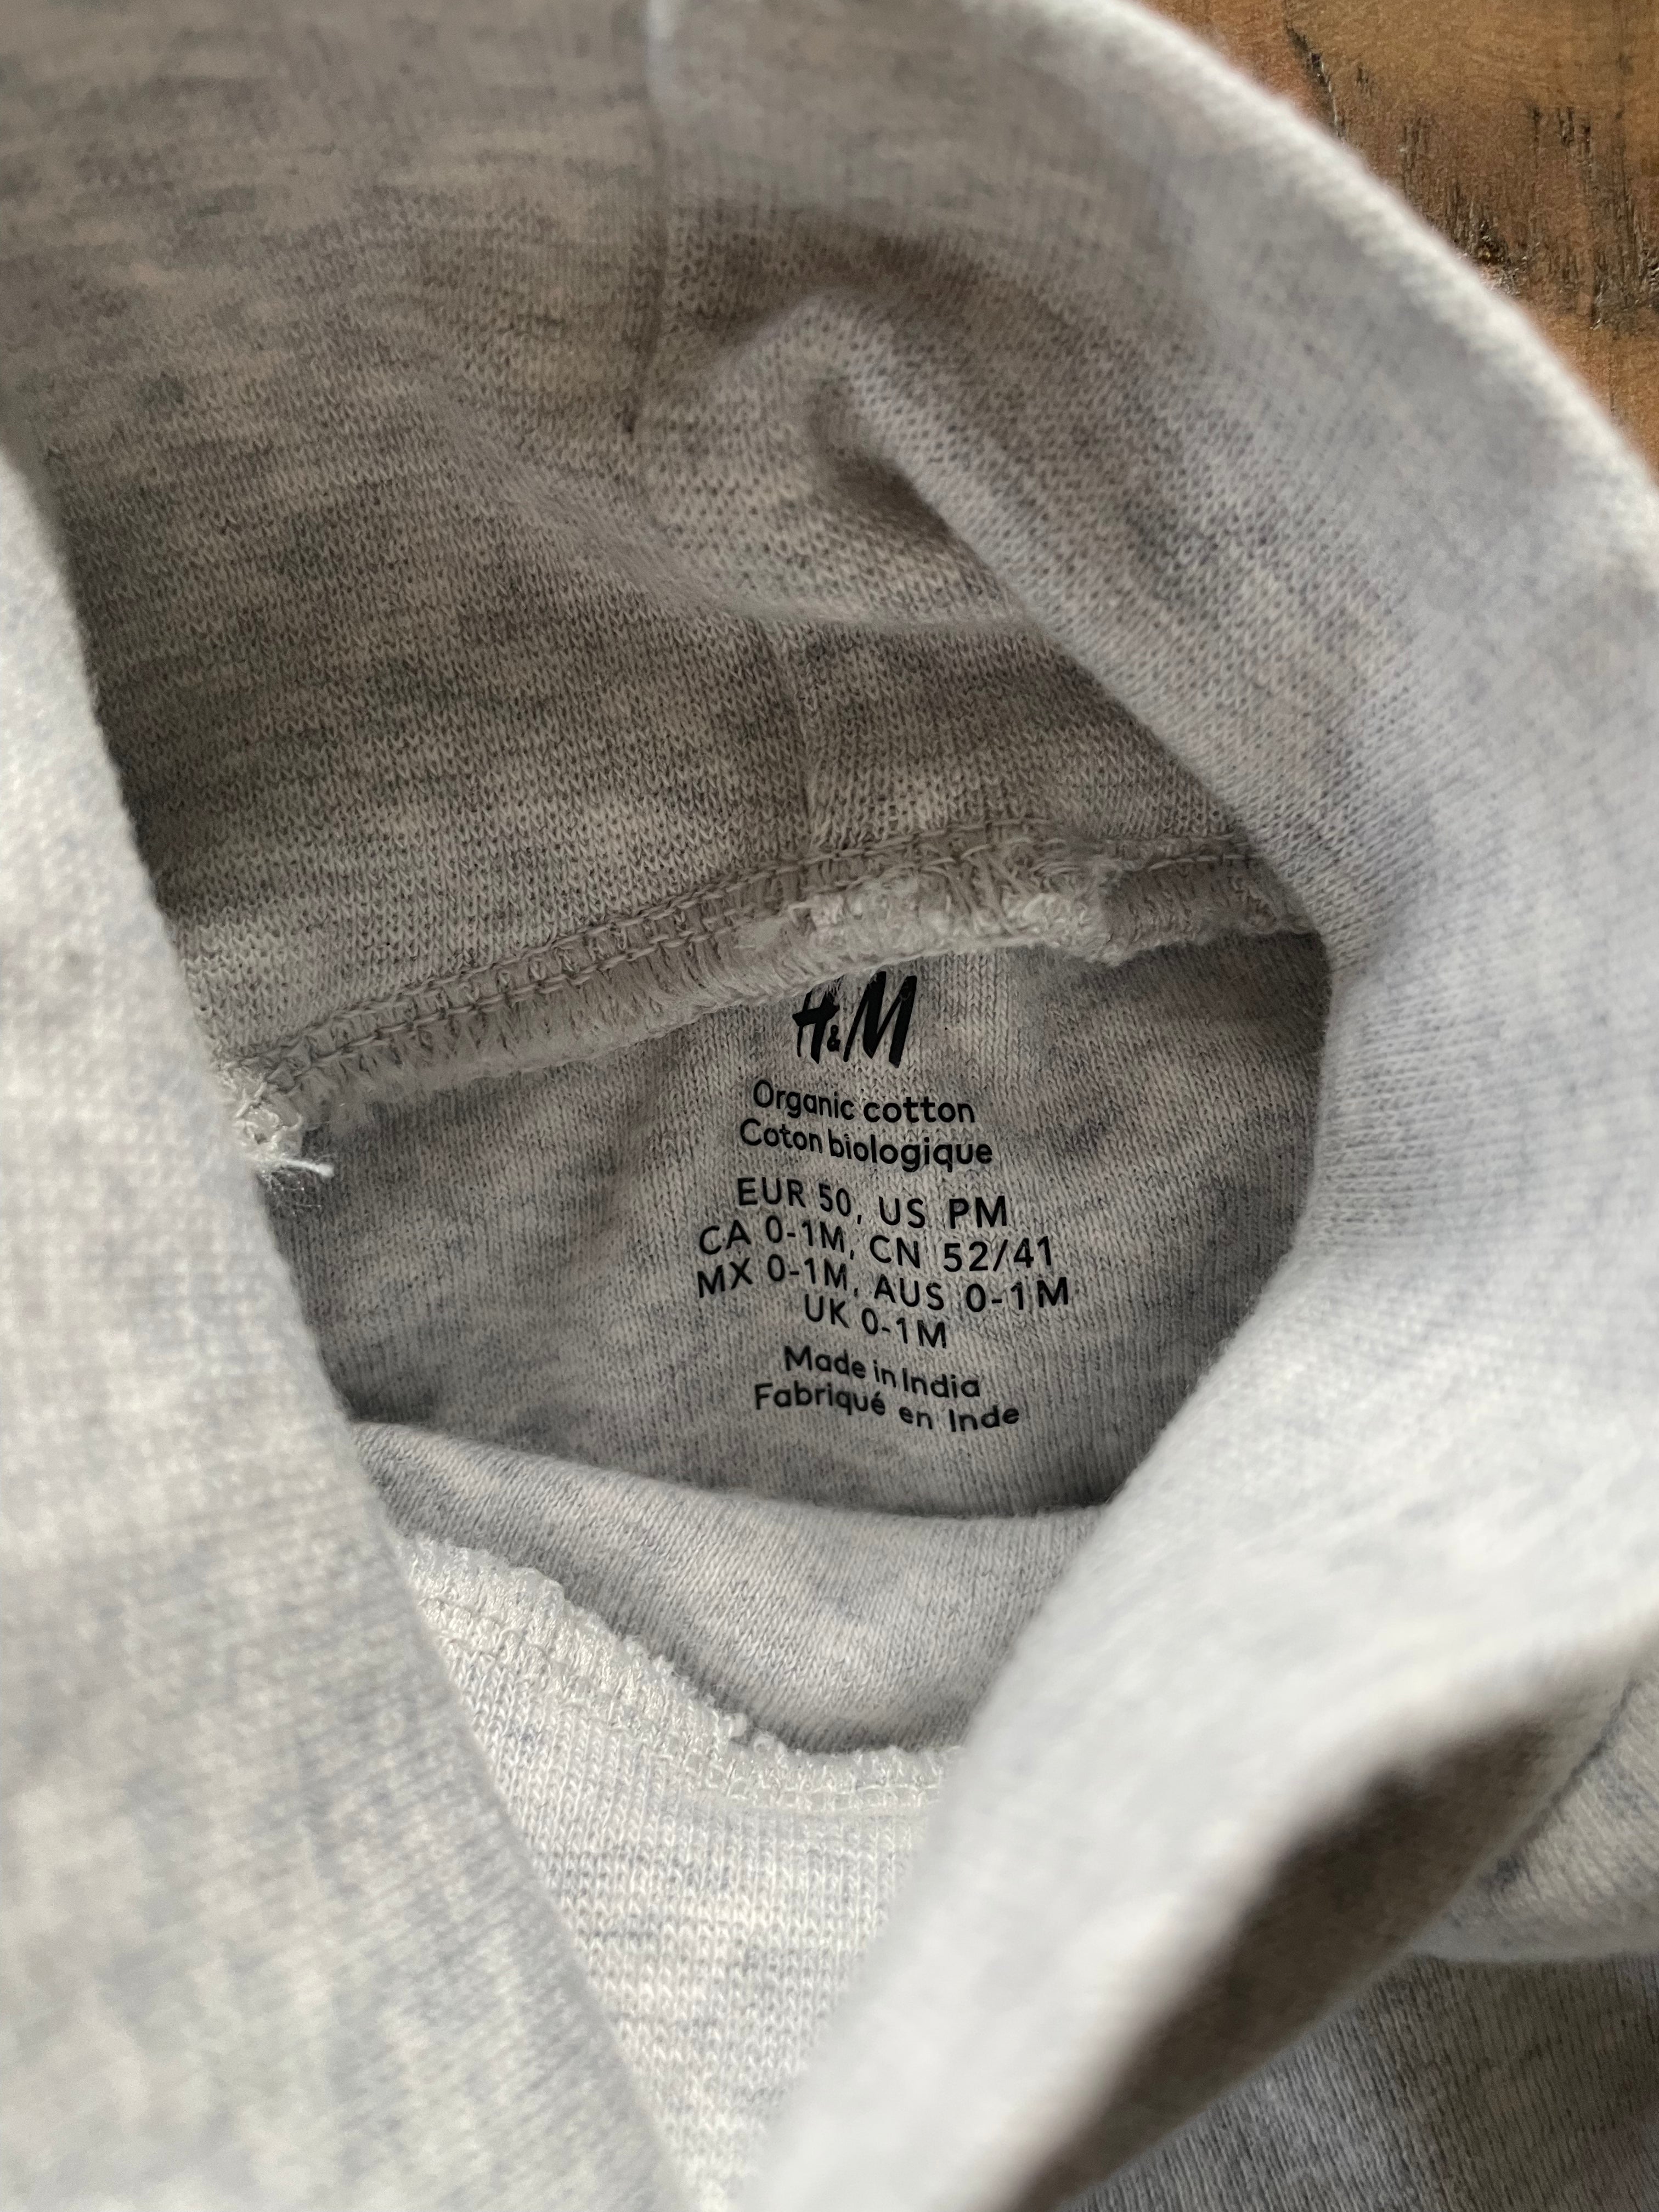 H&M
Organic cotton
Coton biologique
EUR 50, US PM
CA 0-1M, CN 52/41
MX 0-1M, AUS 0-1M
UK 0-1M
Made in India
Fabriqué en Inde